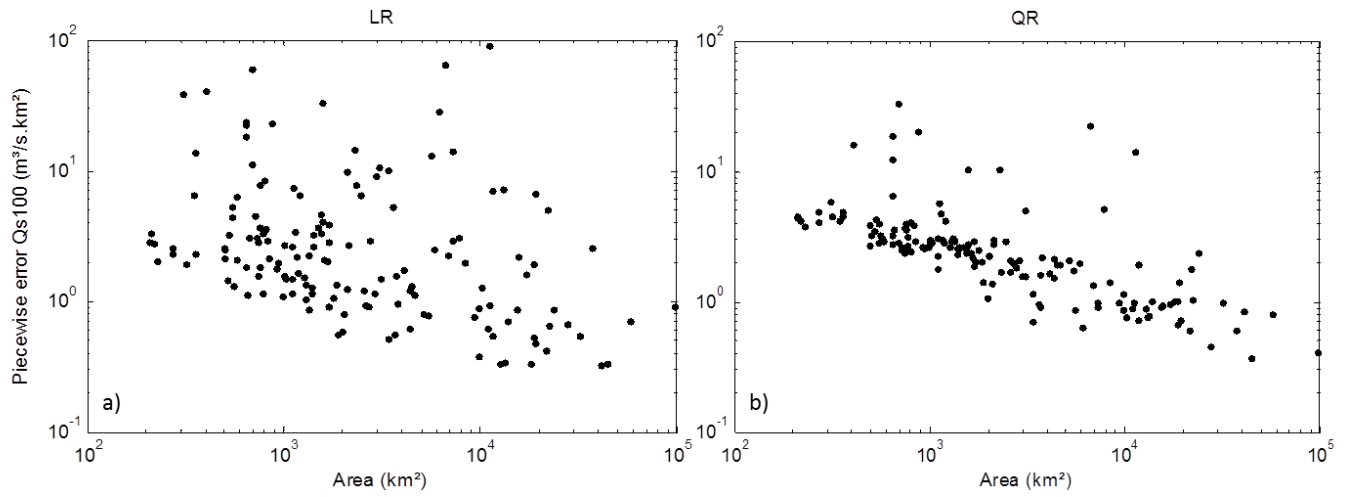 LR
QR
Piecewise error Qs100 (m³/s.km²)
10²
10¹
10⁰
10⁻¹
a)
10²
10³
10⁴
10⁵
Area (km²)
10²
10¹
10⁰
10⁻¹
b)
10²
10³
10⁴
10⁵
Area (km²)